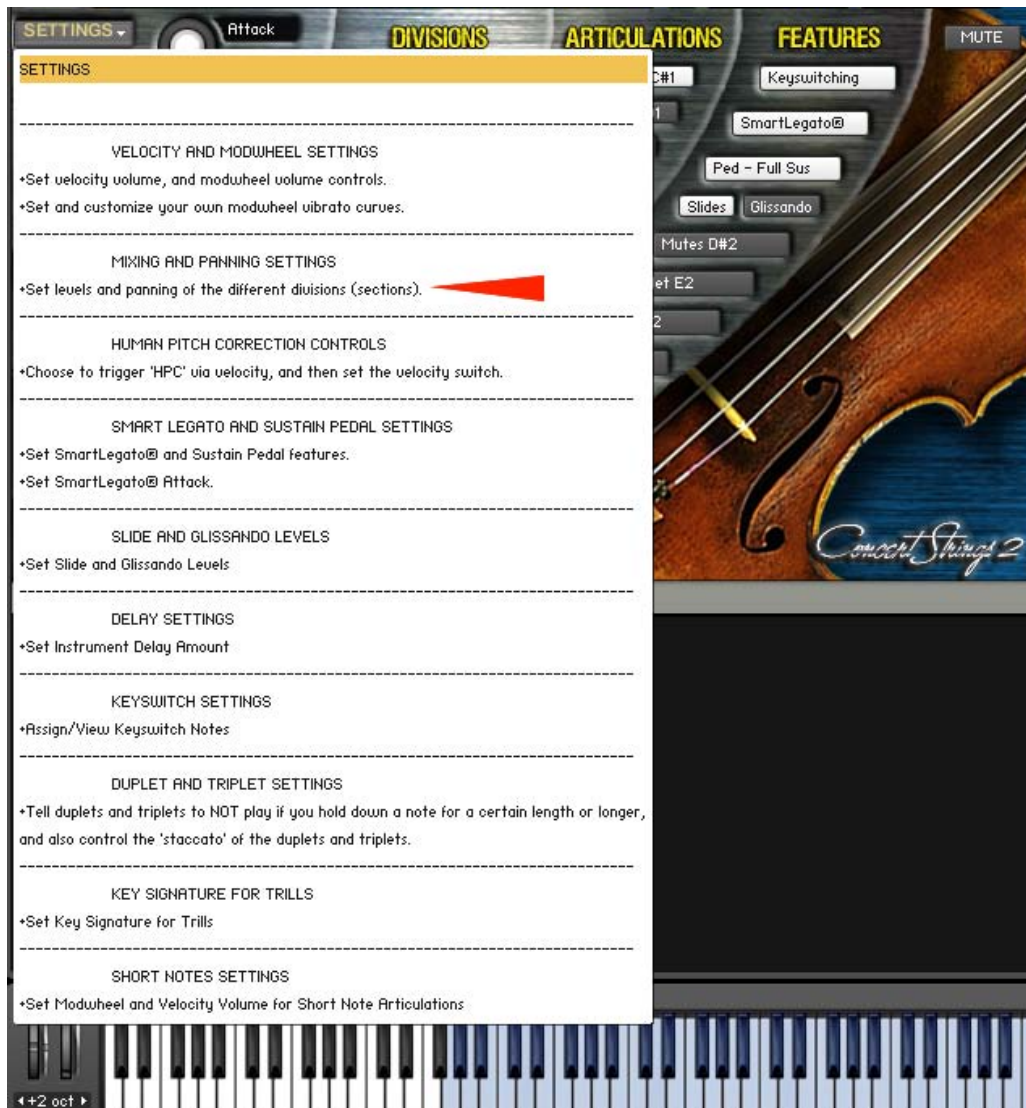 SETTINGS
Attack
DIVISIONS
ARTICULATIONS
FEATURES
MUTE
SETTINGS
C#1
Keyswitching
1
SmartLegato®
Ped - Full Sus
Slides
Glissando
Mutes D#2
et E2
2
VELOCITY AND MODWHEEL SETTINGS
+Set velocity volume, and modwheel volume controls.
+Set and customize your own modwheel vibrato curves.
MIXING AND PANNING SETTINGS
+Set levels and panning of the different divisions (sections).
HUMAN PITCH CORRECTION CONTROLS
+Choose to trigger 'HPC' via velocity, and then set the velocity switch.
SMART LEGATO AND SUSTAIN PEDAL SETTINGS
+Set SmartLegato® and Sustain Pedal features.
+Set SmartLegato® Attack.
SLIDE AND GLISSANDO LEVELS
+Set Slide and Glissando Levels
DELAY SETTINGS
+Set Instrument Delay Amount
KEYSWITCH SETTINGS
+Assign/View Keyswitch Notes
DUPLET AND TRIPLET SETTINGS
+Tell duplets and triplets to NOT play if you hold down a note for a certain length or longer,
and also control the 'staccato' of the duplets and triplets.
KEY SIGNATURE FOR TRILLS
+Set Key Signature for Trills
SHORT NOTES SETTINGS
+Set Modwheel and Velocity Volume for Short Note Articulations
Concert Strings 2
+2 oct